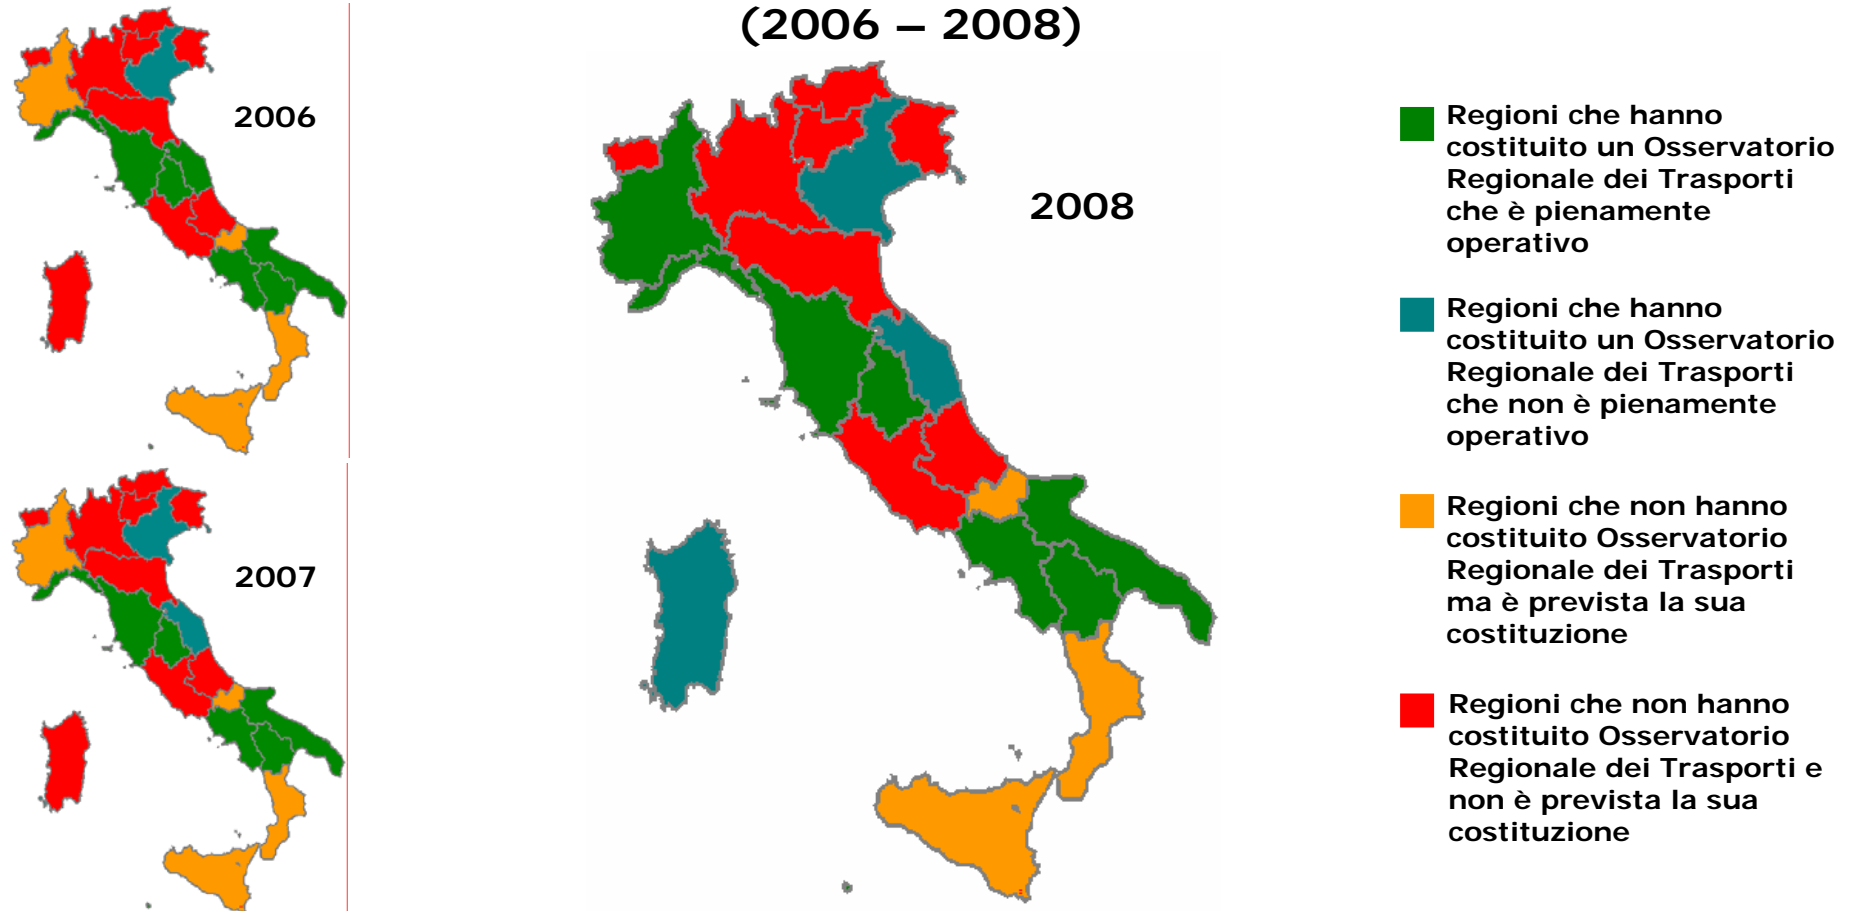 (2006 – 2008)
2006
2007
2008
Regioni che hanno
costituito un Osservatorio
Regionale dei Trasporti
che è pienamente
operativo
Regioni che hanno
costituito un Osservatorio
Regionale dei Trasporti
che non è pienamente
operativo
Regioni che non hanno
costituito Osservatorio
Regionale dei Trasporti
ma è prevista la sua
costituzione
Regioni che non hanno
costituito Osservatorio
Regionale dei Trasporti e
non è prevista la sua
costituzione